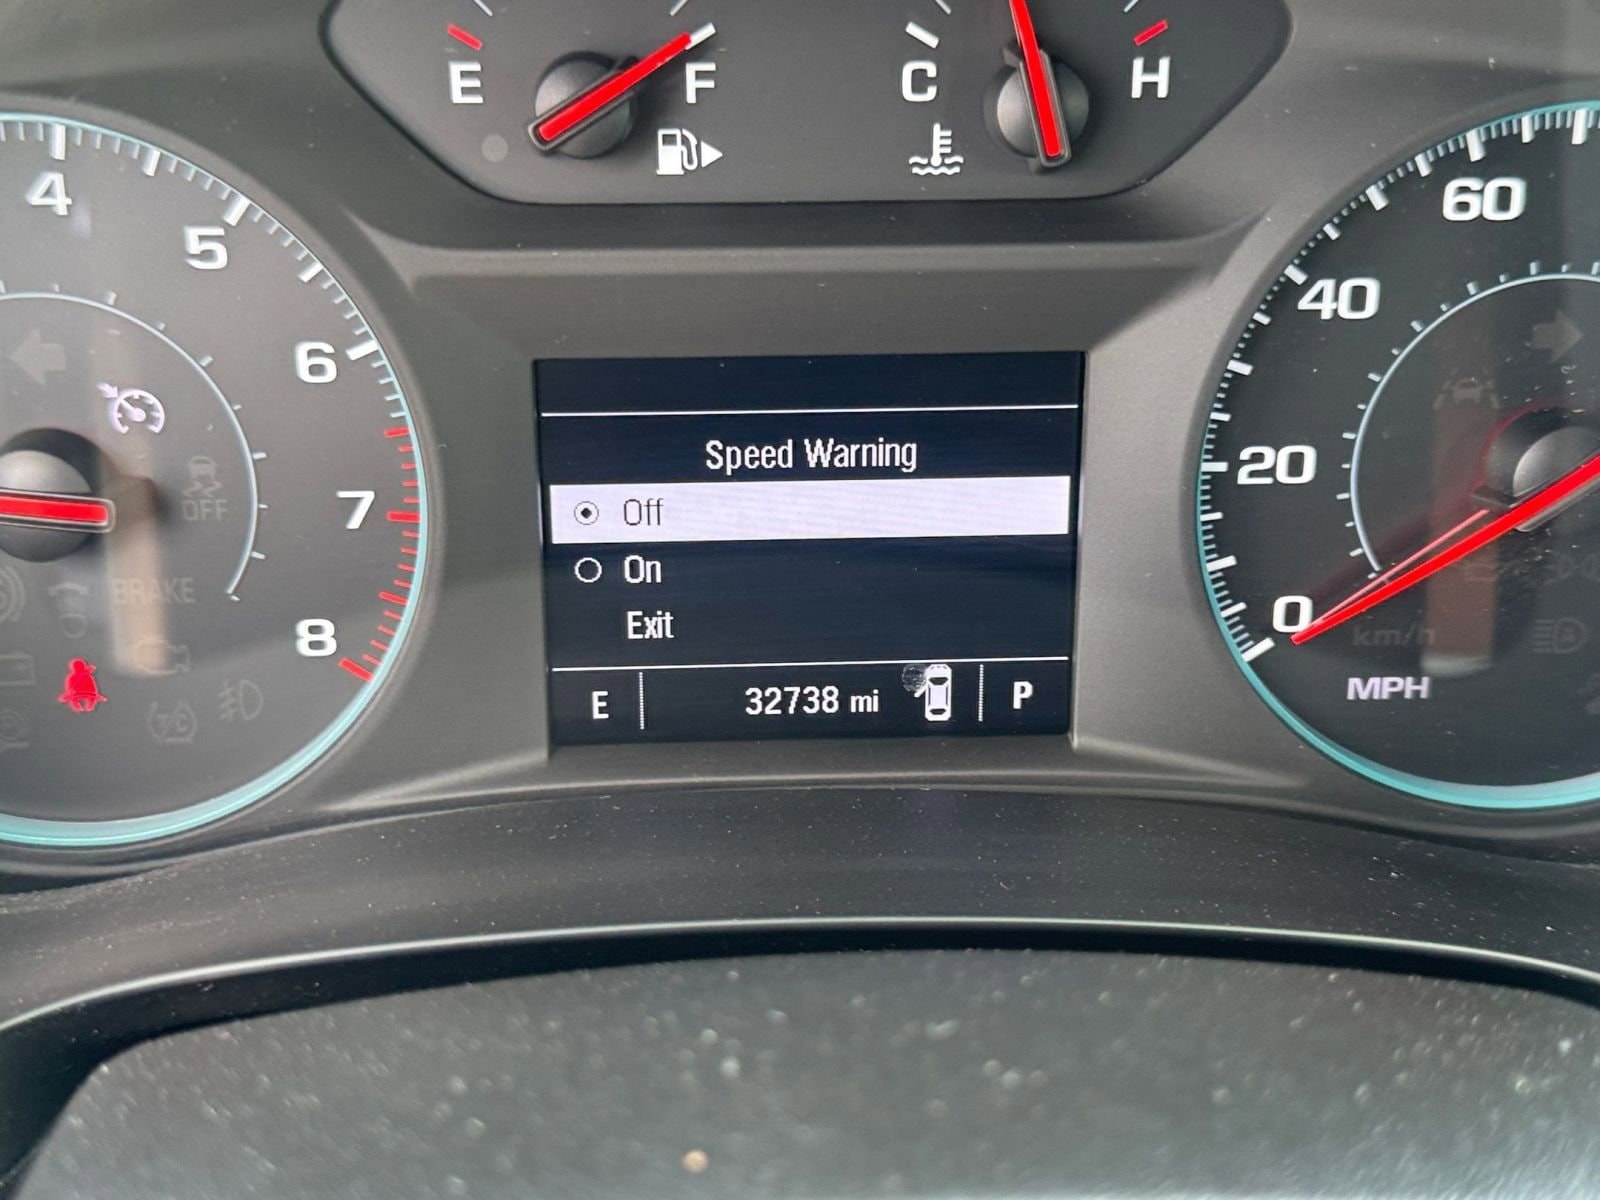 E F
C H
4
5
6
7
8
OFF
BRAKE
60
40
20
0
km/h
MPH
Speed Warning
Off
On
Exit
E 32738 mi P